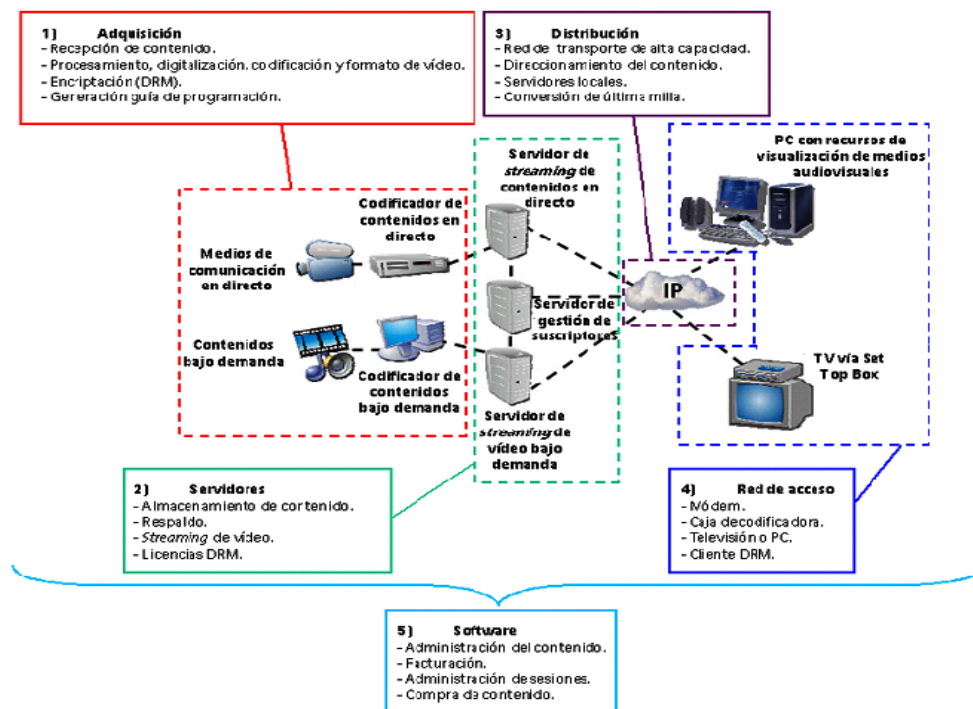 1) Adquisición
- Recepción de contenido.
- Procesamiento, digitalización, codificación y formato de vídeo.
- Encriptación (DRM).
- Generación guía de programación.
3) Distribución
- Red de transporte de alta capacidad.
- Direccionamiento del contenido.
- Servidores locales.
- Conversión de última milla.
PC con recursos de
visualización de medios
audiovisuales
Servidor de
streaming de
contenidos en
directo
Codificador de
contenidos en
directo
Medios de
comunicación
en directo
IP
Servidor de
gestión de
suscriptores
Contenidos
bajo demanda
Codificador de
contenidos
bajo demanda
TV vía Set
Top Box
Servidor de
streaming de
vídeo bajo
demanda
2) Servidores
- Almacenamiento de contenido.
- Respaldo.
- Streaming de vídeo.
- Licencias DRM.
4) Red de acceso
- Módem.
- Caja decodificadora.
- Televisión o PC.
- Cliente DRM.
5) Software
- Administración del contenido.
- Facturación.
- Administración de sesiones.
- Compra de contenido.